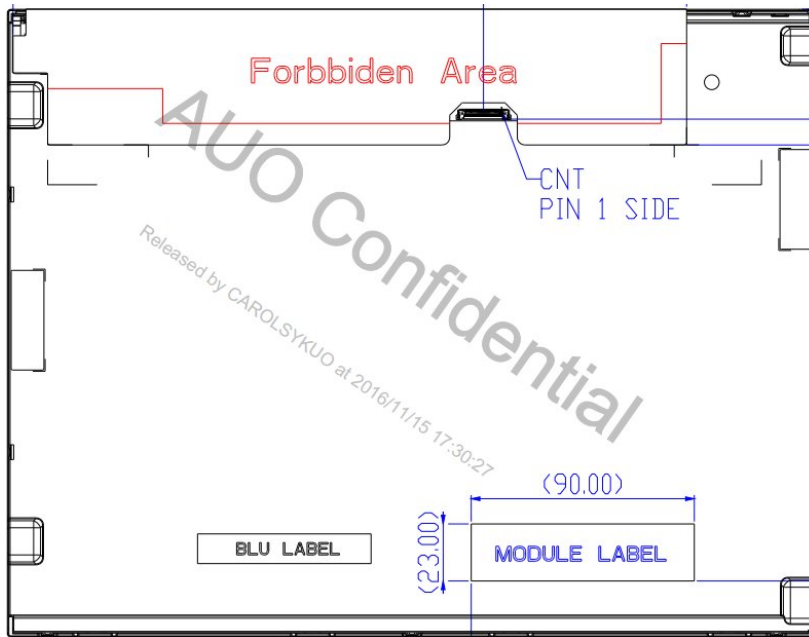 Forbbiden Area
CNT
PIN 1 SIDE
AUO Confidential
Released by CAROLSYKUO at 2016/11/15 17:30:27
(90.00)
(23.00)
BLU LABEL
MODULE LABEL